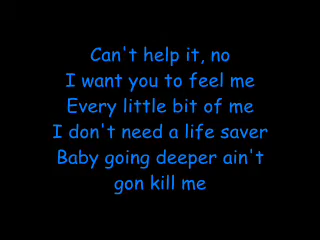 Can't help it, no
I want you to feel me
Every little bit of me
I don't need a life saver
Baby going deeper ain't
gon kill me